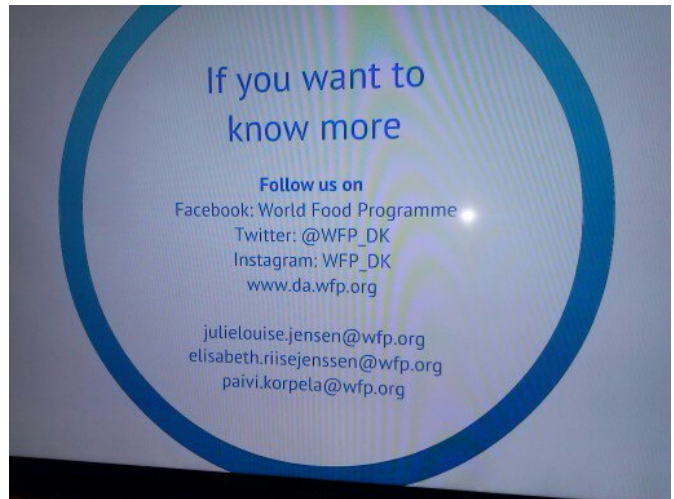 If you want to
know more
Follow us on
Facebook: World Food Programme
Twitter: @WFP_DK
Instagram: WFP_DK
www.da.wfp.org
julielouise.jensen@wfp.org
elisabeth.riisejenssen@wfp.org
paivi.korpela@wfp.org